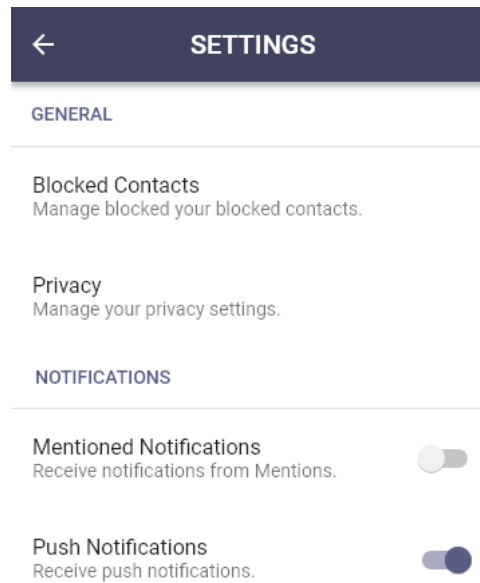 SETTINGS
GENERAL
Blocked Contacts
Manage blocked your blocked contacts.
Privacy
Manage your privacy settings.
NOTIFICATIONS
Mentioned Notifications
Receive notifications from Mentions.
Push Notifications
Receive push notifications.